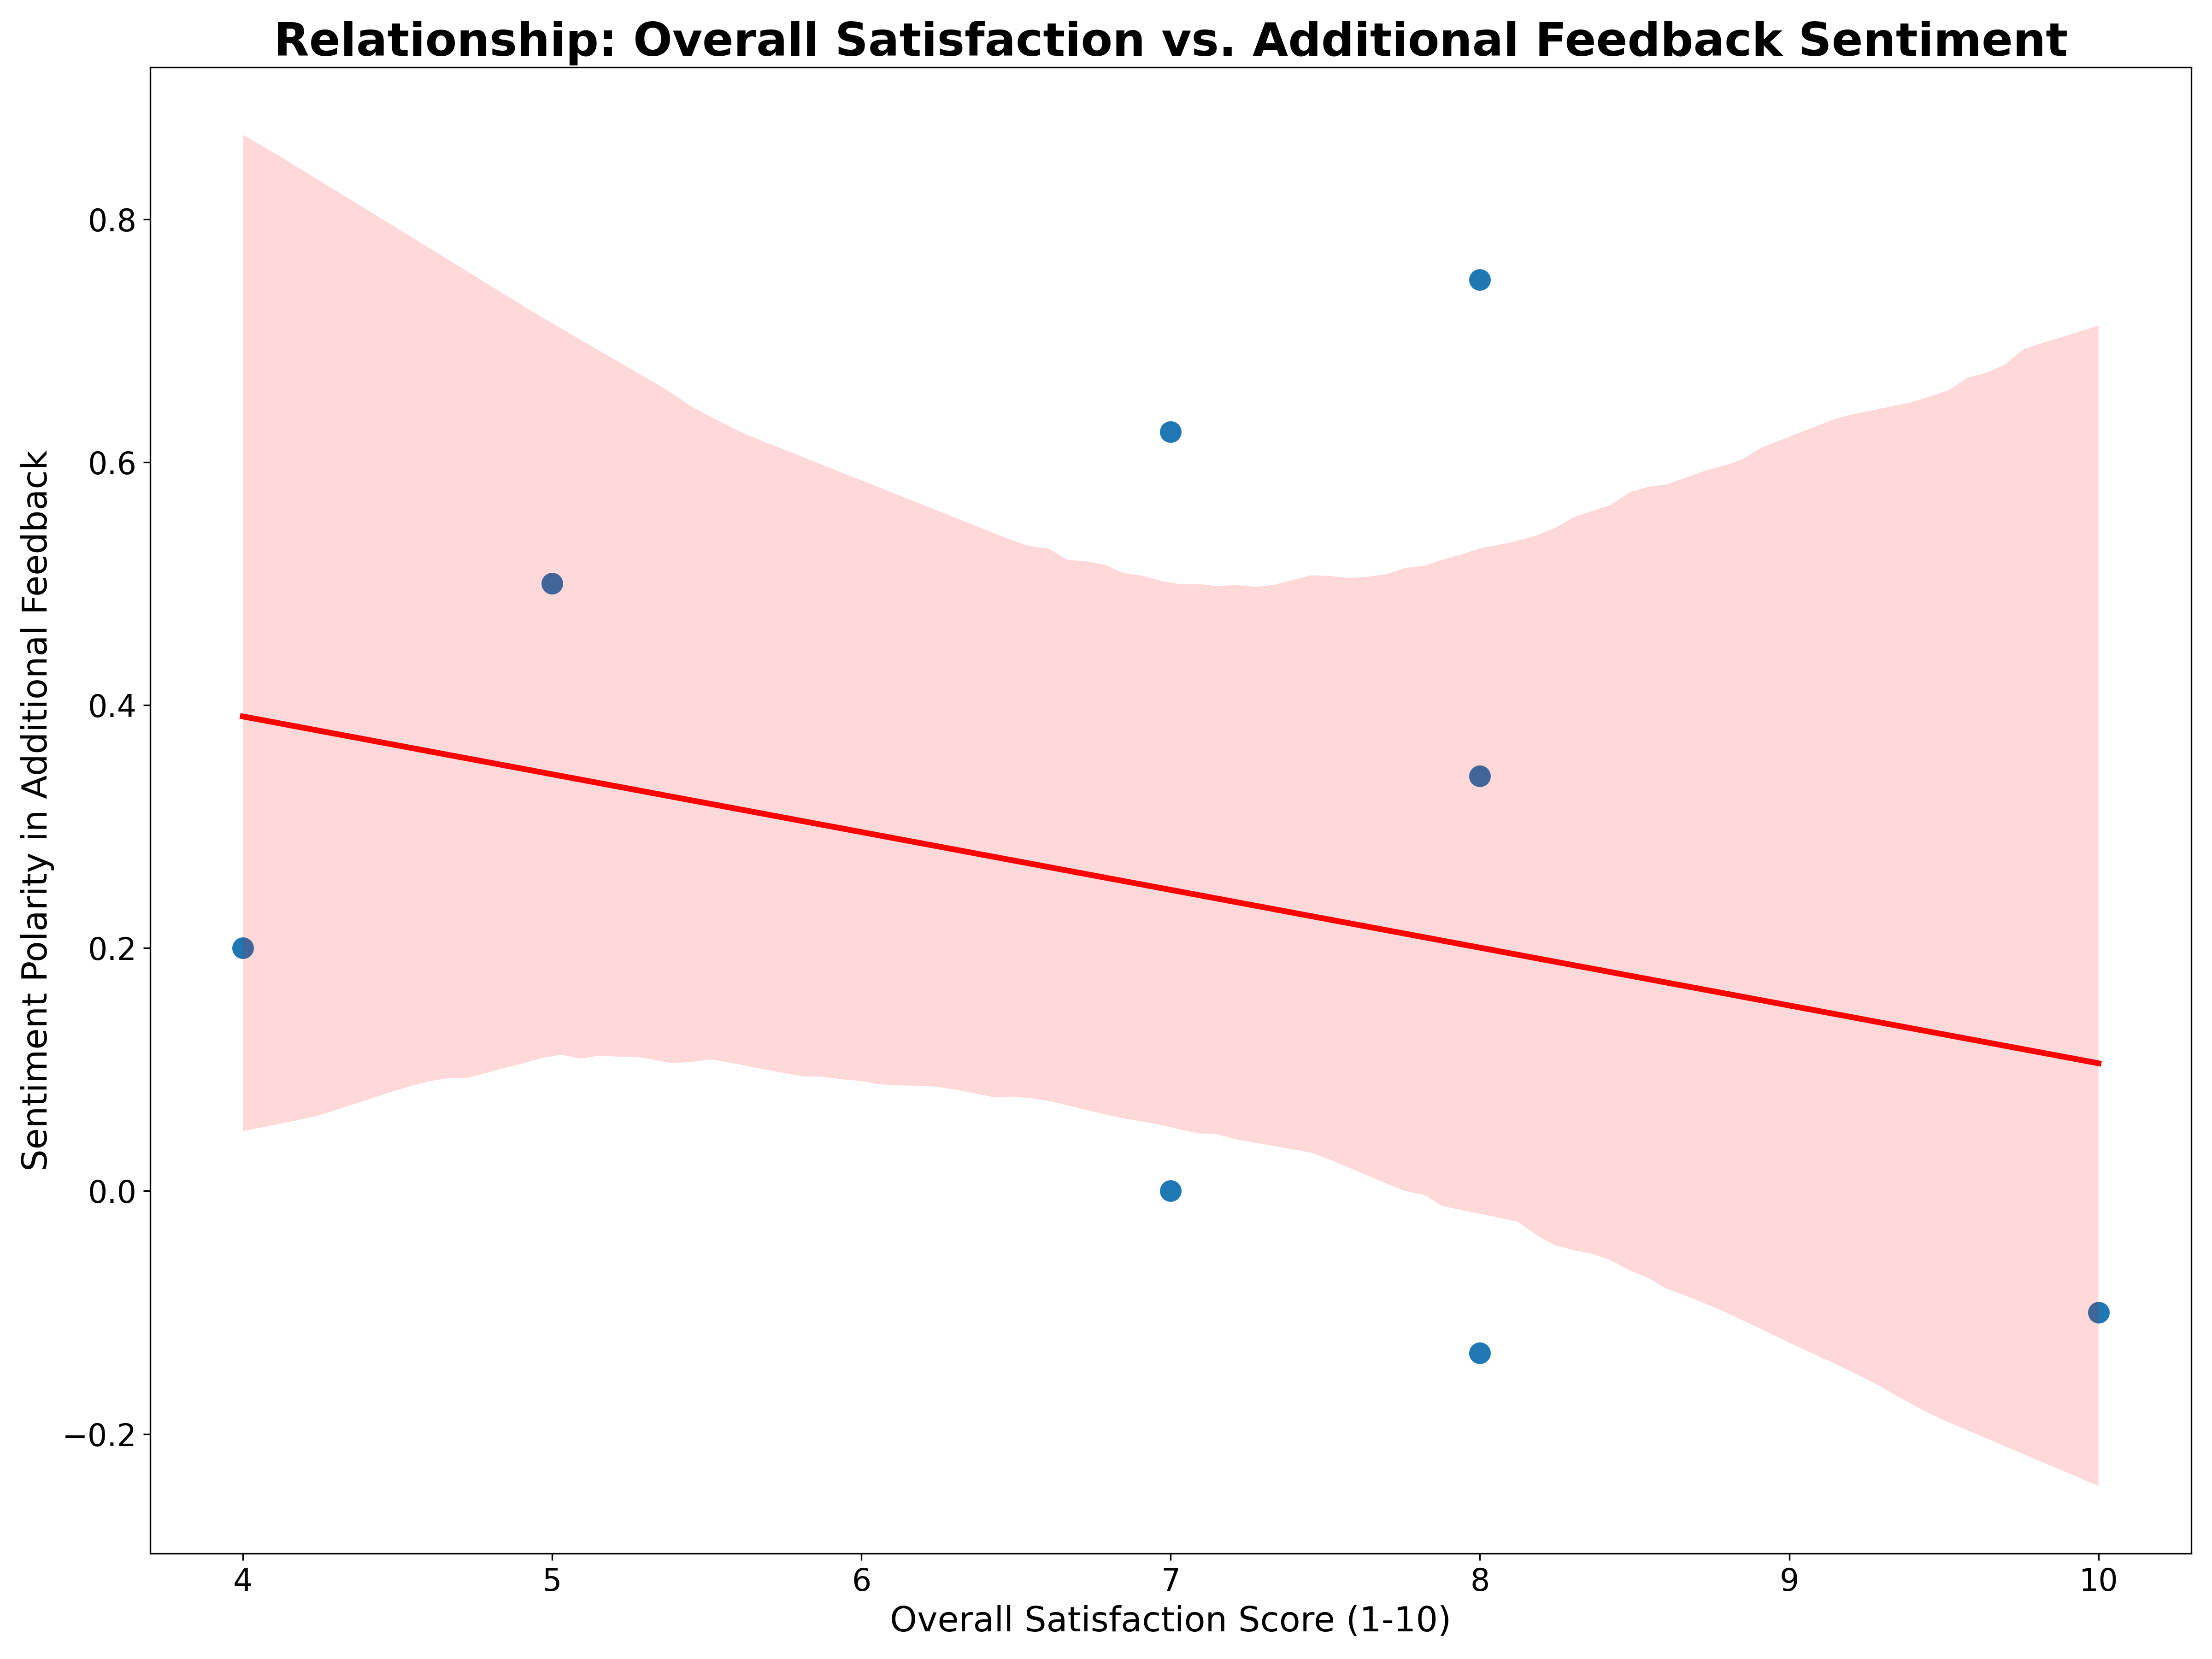 Relationship: Overall Satisfaction vs. Additional Feedback Sentiment
Sentiment Polarity in Additional Feedback
0.8
0.6
0.4
0.2
0.0
−0.2
4 5 6 7 8 9 10
Overall Satisfaction Score (1-10)